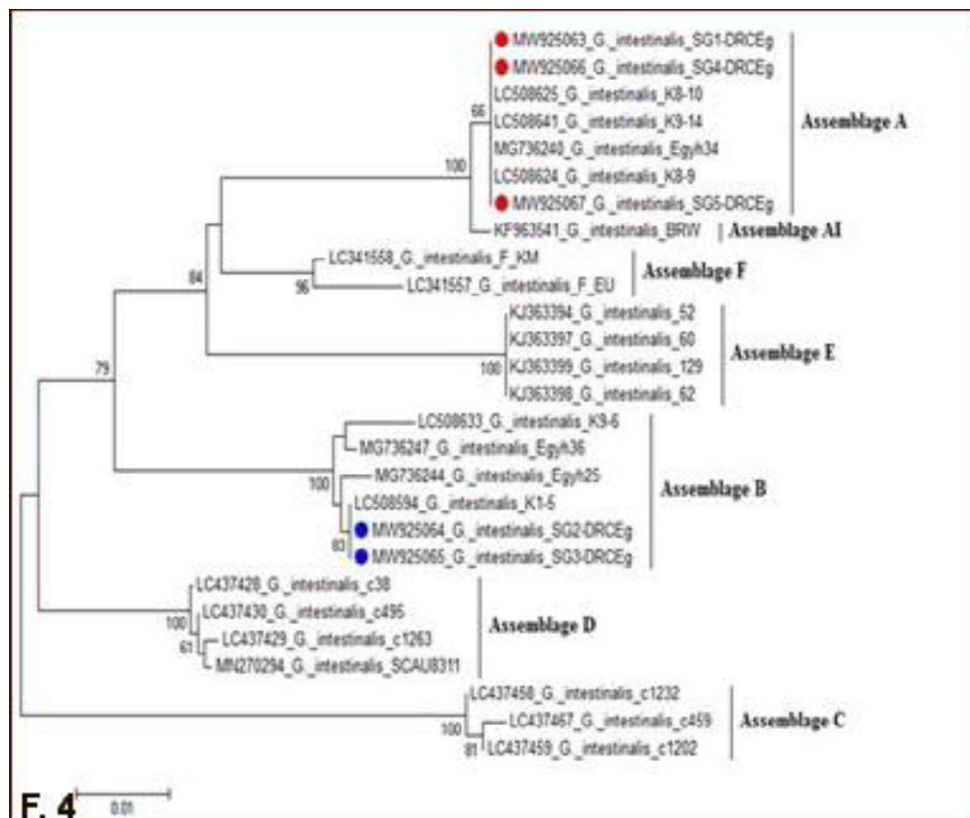 MW925063_G._intestinalis_SG1-DRCEg
MW925066_G._intestinalis_SG4-DRCEg
LC508625_G._intestinalis_K8-10
66
LC508641_G._intestinalis_K9-14
Assemblage A
MG736240_G._intestinalis_Egyh34
100
LC508624_G._intestinalis_K8-9
MW925067_G._intestinalis_SG5-DRCEg
KF963541_G._intestinalis_BRW
Assemblage AI
LC341558_G._intestinalis_F_KM
Assemblage F
84
96
LC341557_G._intestinalis_F_EU
KJ363394_G._intestinalis_52
KJ363397_G._intestinalis_60
Assemblage E
100
KJ363399_G._intestinalis_129
79
KJ363398_G._intestinalis_62
LC508633_G._intestinalis_K9-6
MG736247_G._intestinalis_Egyh36
100
MG736244_G._intestinalis_Egyh25
Assemblage B
LC508594_G._intestinalis_K1-5
MW925064_G._intestinalis_SG2-DRCEg
83
MW925065_G._intestinalis_SG3-DRCEg
LC437428_G._intestinalis_c38
LC437430_G._intestinalis_c495
100
Assemblage D
61
LC437429_G._intestinalis_c1263
MN270294_G._intestinalis_SCAU8311
LC437458_G._intestinalis_c1232
100
LC437467_G._intestinalis_c459
Assemblage C
81
LC437459_G._intestinalis_c1202
F. 4
0.01